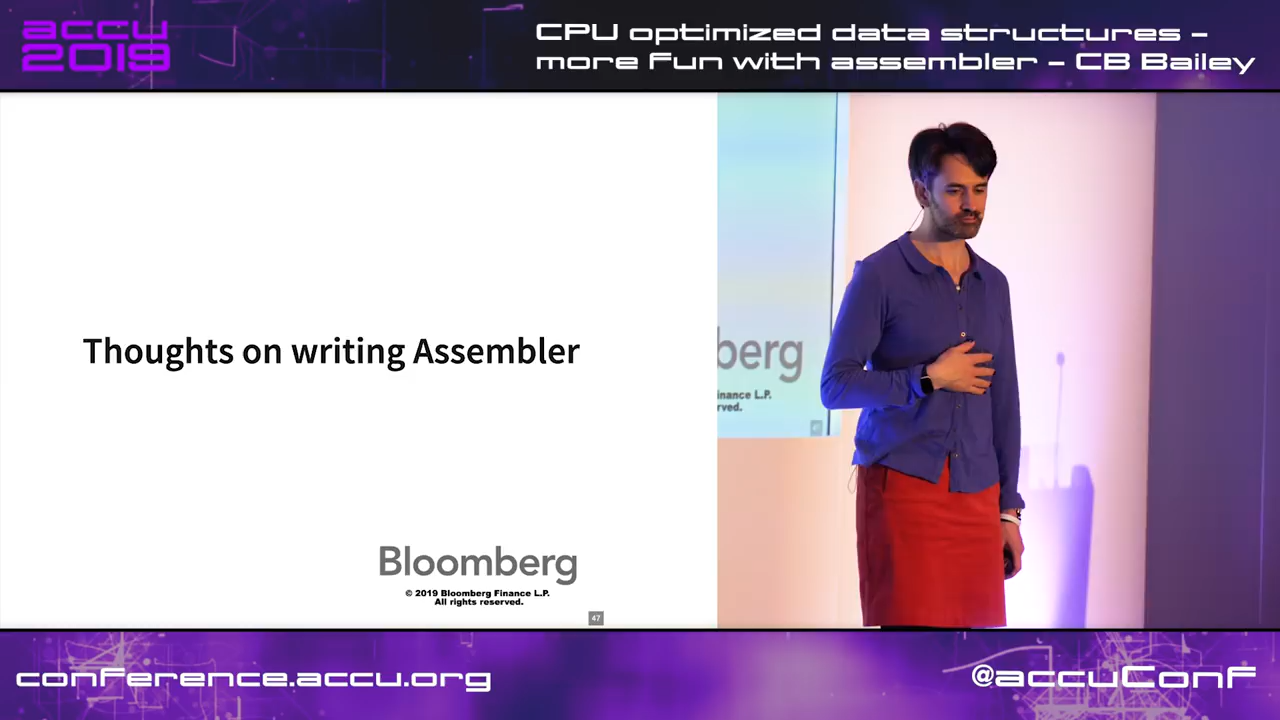 accu
2019
CPU optimized data structures –
more fun with assembler – CB Bailey
Thoughts on writing Assembler
Bloomberg
© 2019 Bloomberg Finance L.P.
All rights reserved.
47
berg
inance L.P.
rved.
conference.accu.org
@accuConf